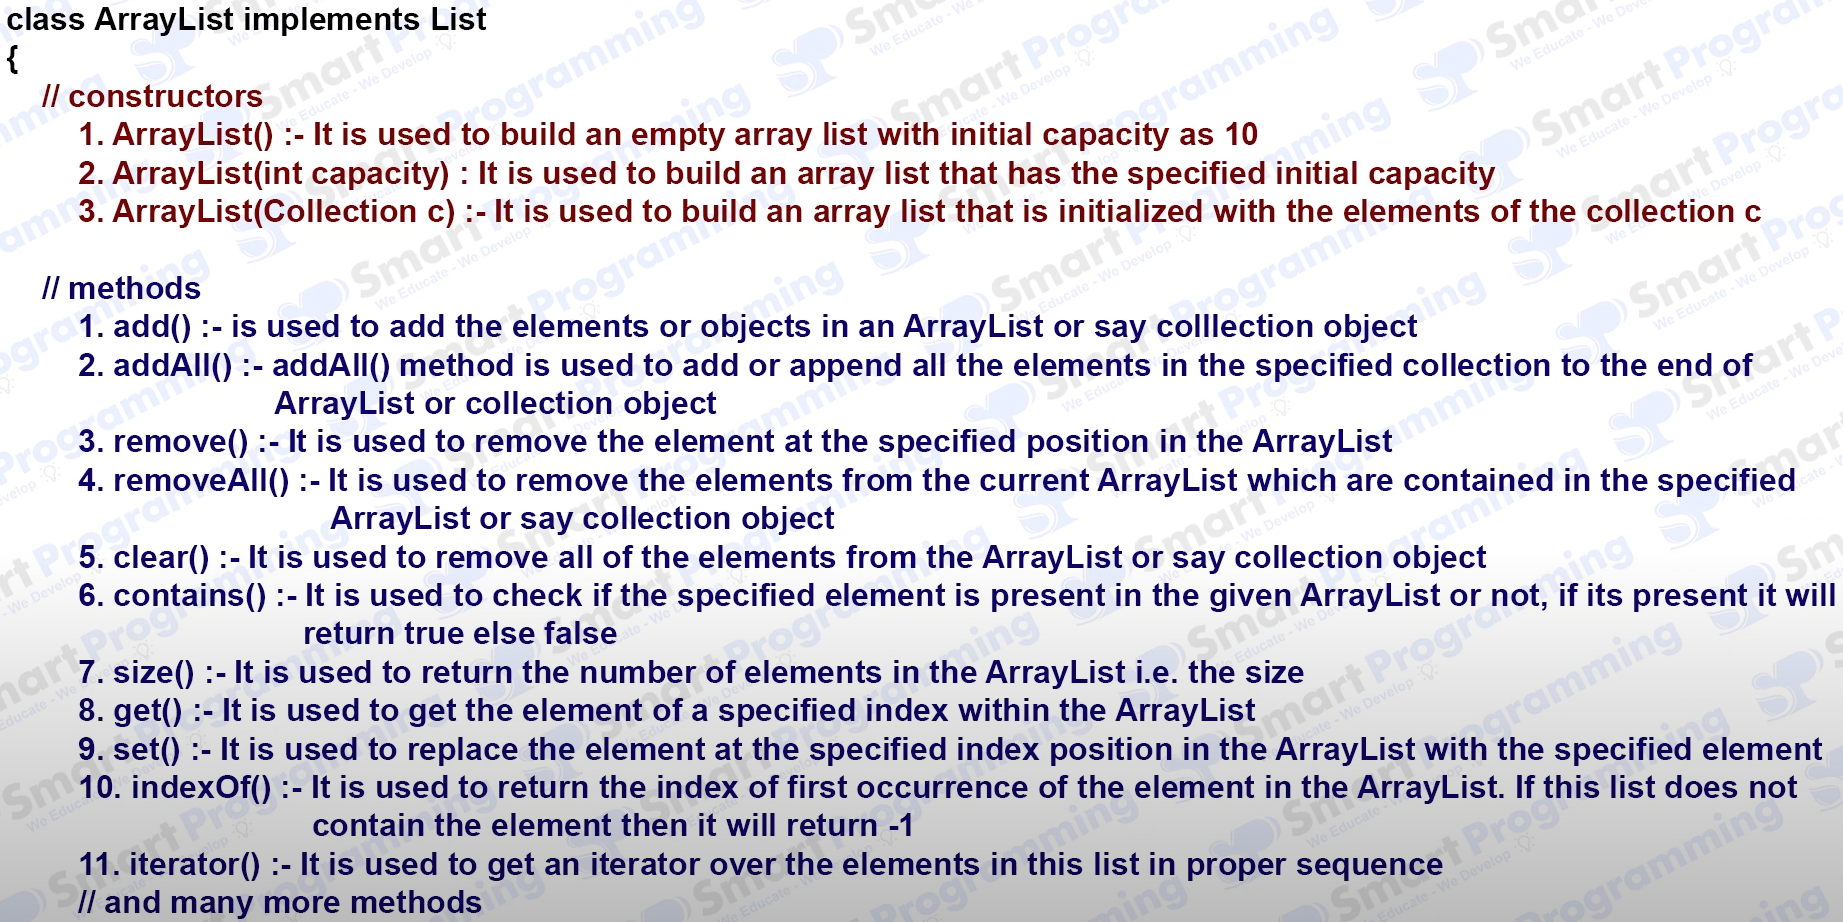 class ArrayList implements List
{
// constructors
1. ArrayList() :- It is used to build an empty array list with initial capacity as 10
2. ArrayList(int capacity) : It is used to build an array list that has the specified initial capacity
3. ArrayList(Collection c) :- It is used to build an array list that is initialized with the elements of the collection c
// methods
1. add() :- is used to add the elements or objects in an ArrayList or say colllection object
2. addAll() :- addAll() method is used to add or append all the elements in the specified collection to the end of
ArrayList or collection object
3. remove() :- It is used to remove the element at the specified position in the ArrayList
4. removeAll() :- It is used to remove the elements from the current ArrayList which are contained in the specified
ArrayList or say collection object
5. clear() :- It is used to remove all of the elements from the ArrayList or say collection object
6. contains() :- It is used to check if the specified element is present in the given ArrayList or not, if its present it will
return true else false
7. size() :- It is used to return the number of elements in the ArrayList i.e. the size
8. get() :- It is used to get the element of a specified index within the ArrayList
9. set() :- It is used to replace the element at the specified index position in the ArrayList with the specified element
10. indexOf() :- It is used to return the index of first occurrence of the element in the ArrayList. If this list does not
contain the element then it will return -1
11. iterator() :- It is used to get an iterator over the elements in this list in proper sequence
// and many more methods
Smart Programming
We Educate - We Develop